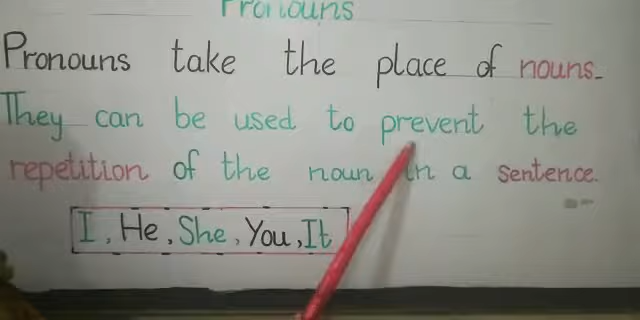 Pronouns
Pronouns take the place of nouns.
They can be used to prevent the
repetition of the noun in a sentence.
I, He, She, You, It